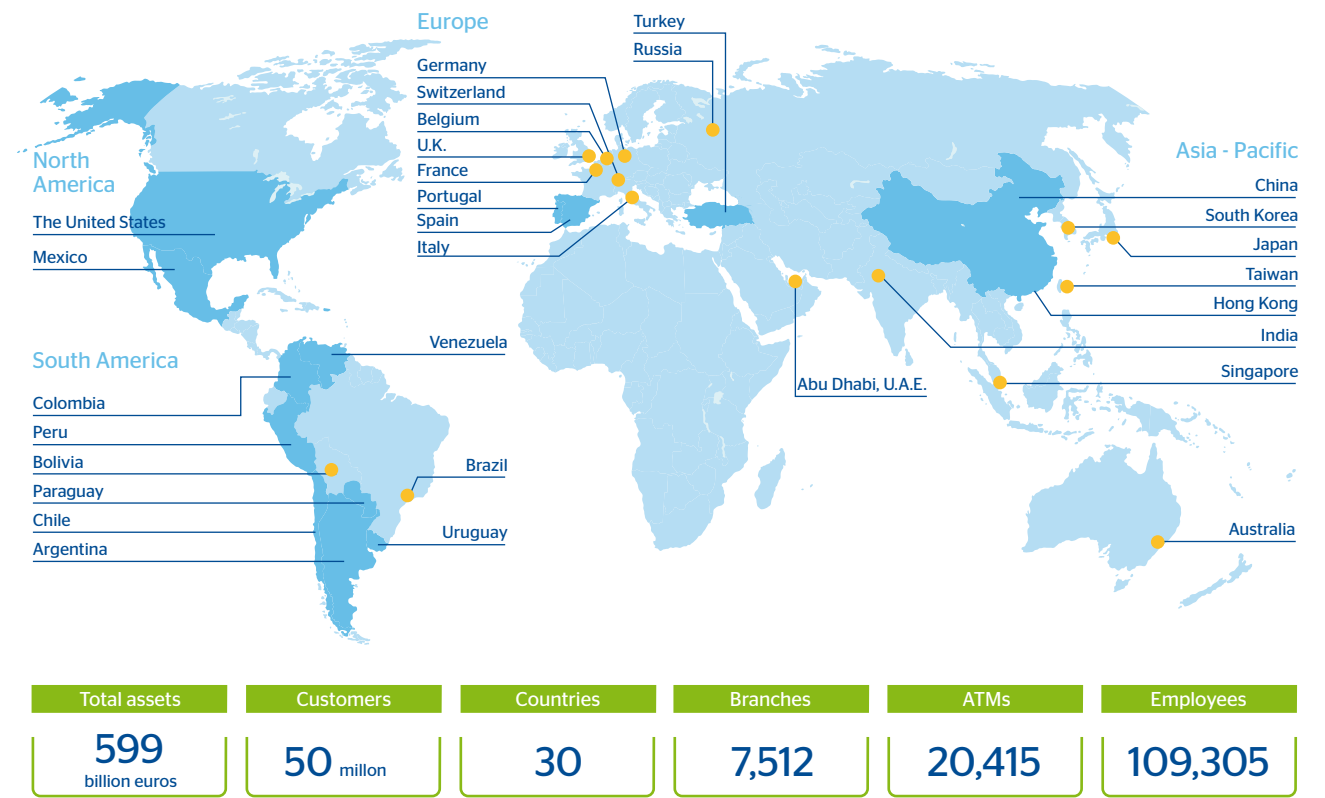 Europe
Turkey
Russia
Germany
Switzerland
Belgium
U.K.
France
Portugal
Spain
Italy
North
America
The United States
Mexico
Asia - Pacific
China
South Korea
Japan
Taiwan
Hong Kong
India
Singapore
Abu Dhabi, U.A.E.
Australia
South America
Venezuela
Colombia
Peru
Bolivia
Paraguay
Chile
Argentina
Brazil
Uruguay
Total assets
599
billion euros
Customers
50 millon
Countries
30
Branches
7,512
ATMs
20,415
Employees
109,305